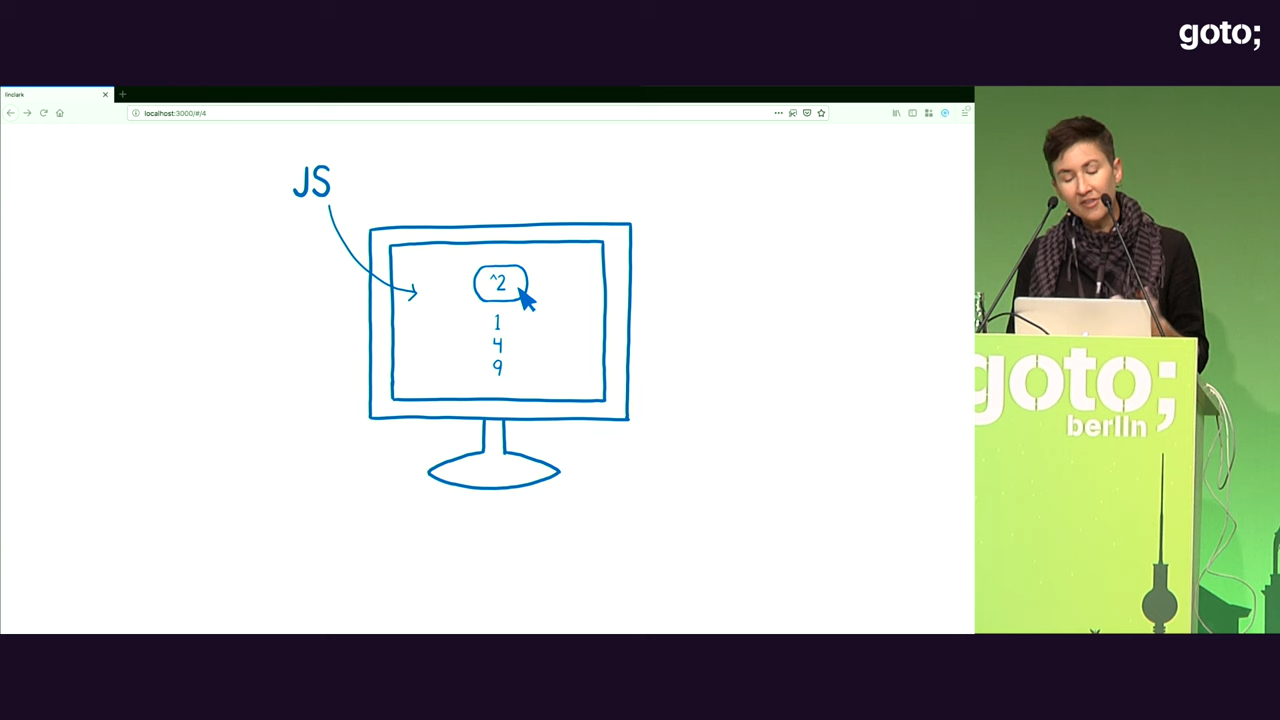 goto;
linclark
localhost:3000/#/4
JS
^2
1
4
9
goto;
berlin